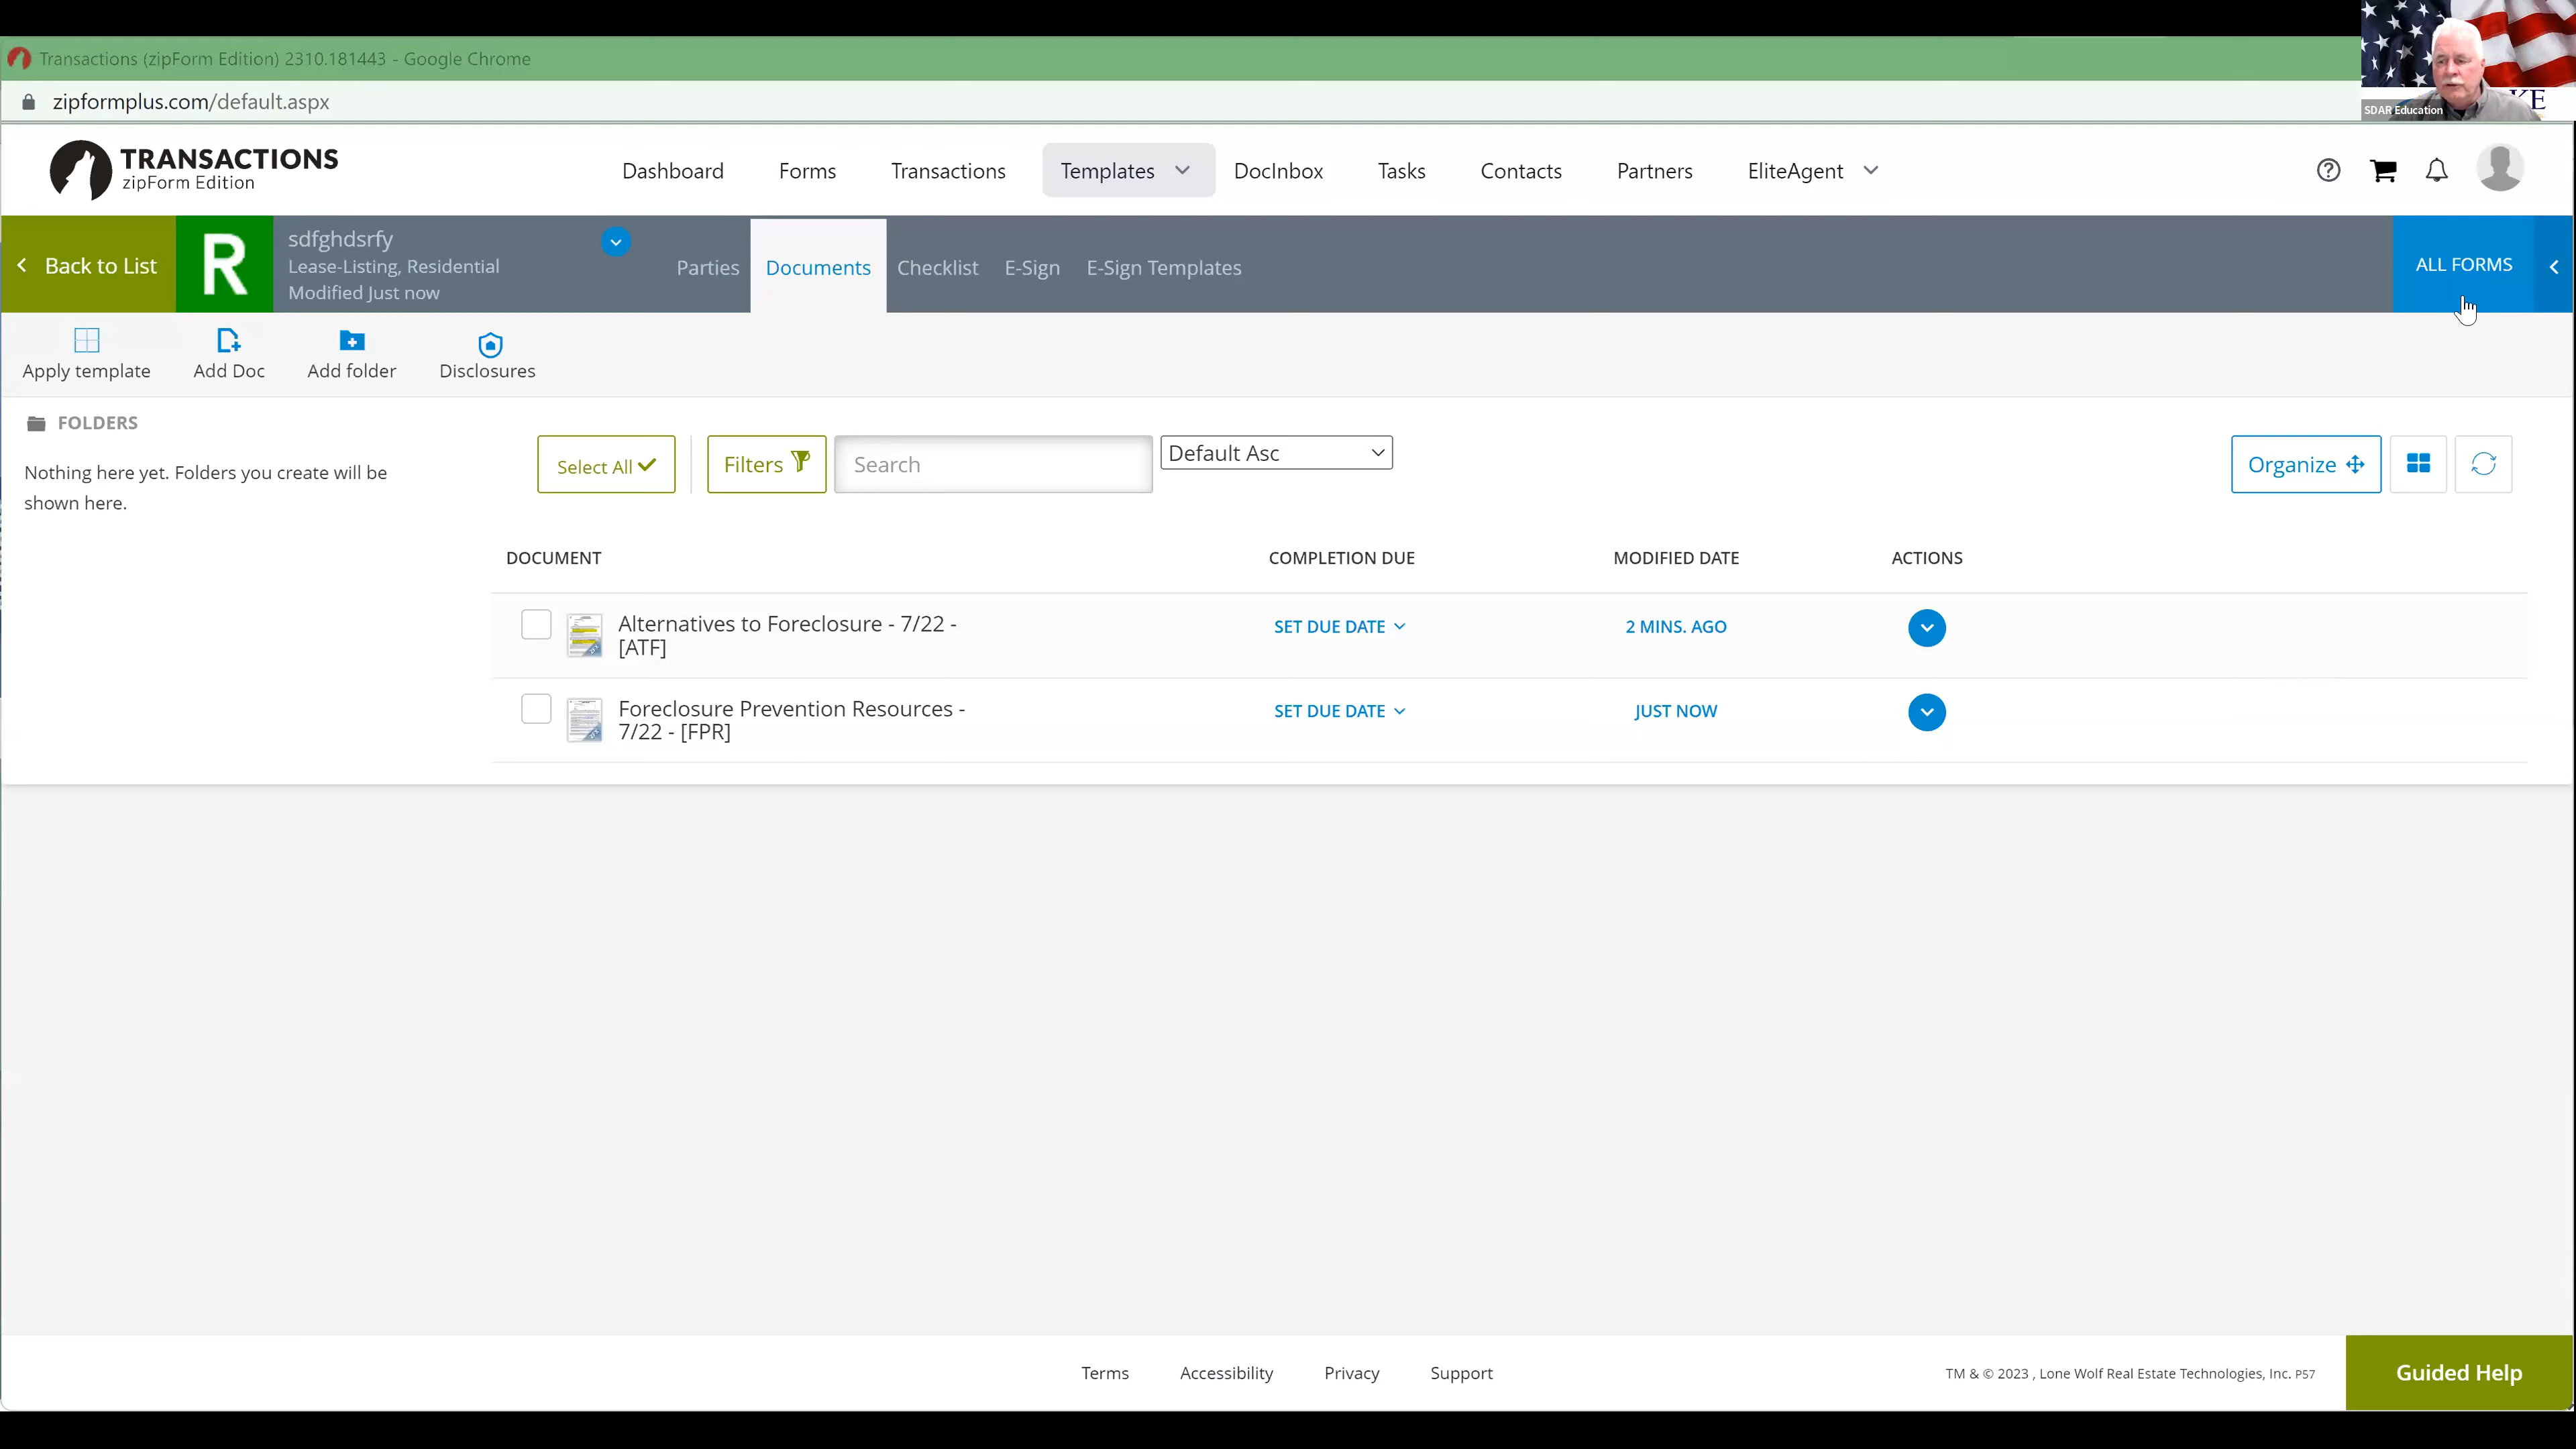 Transactions (zipForm Edition) 2310.181443 - Google Chrome
zipformplus.com/default.aspx
KE
SDAR Education
TRANSACTIONS
zipForm Edition
Dashboard Forms Transactions Templates DocInbox Tasks Contacts Partners EliteAgent
Back to List
R
sdfghdsrfy
Lease-Listing, Residential
Modified Just now
Parties Documents Checklist E-Sign E-Sign Templates
ALL FORMS
Apply template Add Doc Add folder Disclosures
FOLDERS
Nothing here yet. Folders you create will be
shown here.
Select All Filters Search Default Asc Organize
DOCUMENT COMPLETION DUE MODIFIED DATE ACTIONS
Alternatives to Foreclosure - 7/22 -
[ATF]
SET DUE DATE 2 MINS. AGO
Foreclosure Prevention Resources -
7/22 - [FPR]
SET DUE DATE JUST NOW
Terms Accessibility Privacy Support
TM & © 2023 , Lone Wolf Real Estate Technologies, Inc. P57
Guided Help